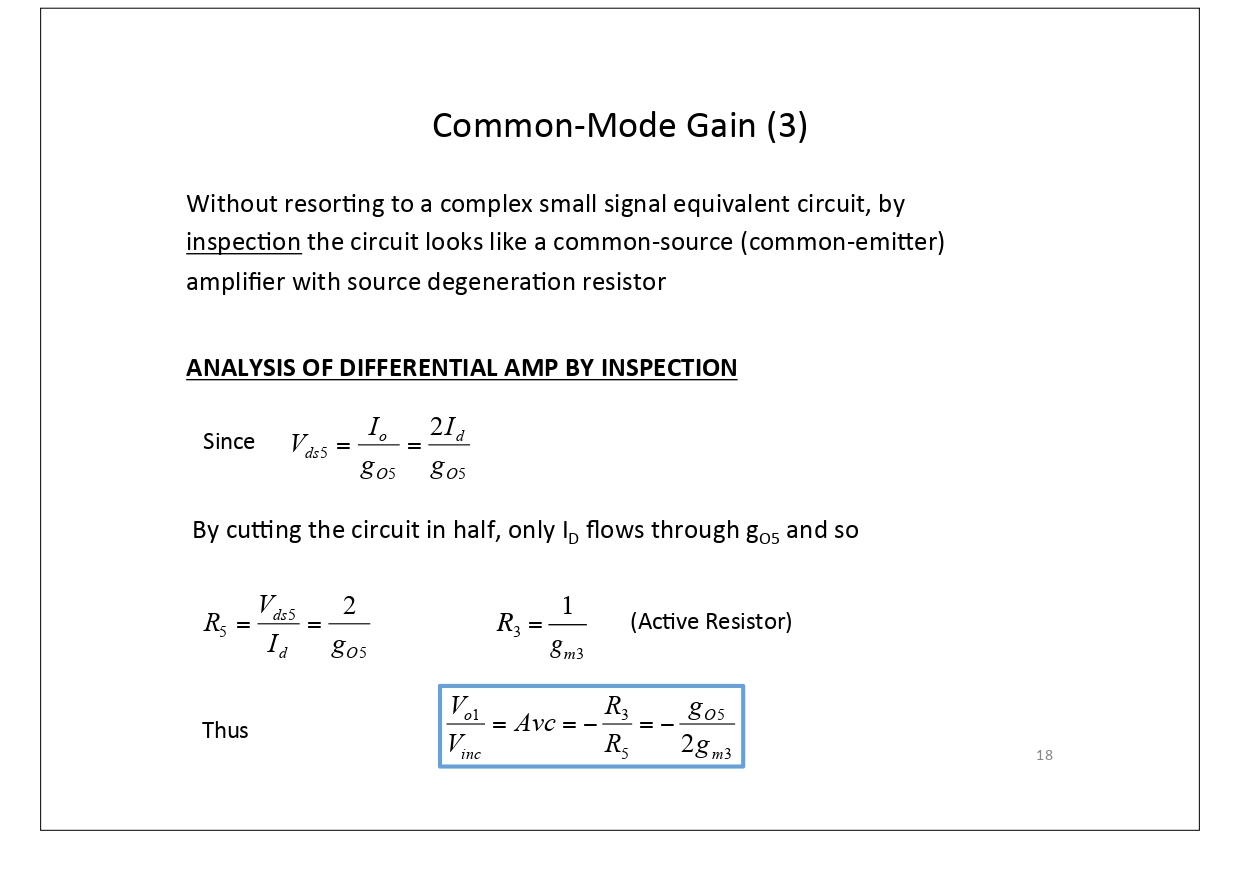 Common-Mode Gain (3)
Without resorting to a complex small signal equivalent circuit, by
inspection the circuit looks like a common-source (common-emitter)
amplifier with source degeneration resistor
ANALYSIS OF DIFFERENTIAL AMP BY INSPECTION
Since V_{ds5} = \frac{I_o}{g_{O5}} = \frac{2I_d}{g_{O5}}
By cutting the circuit in half, only I_D flows through g_{O5} and so
R_5 = \frac{V_{ds5}}{I_d} = \frac{2}{g_{O5}} R_3 = \frac{1}{g_{m3}} (Active Resistor)
Thus \frac{V_{o1}}{V_{inc}} = Avc = -\frac{R_3}{R_5} = -\frac{g_{O5}}{2g_{m3}}
18